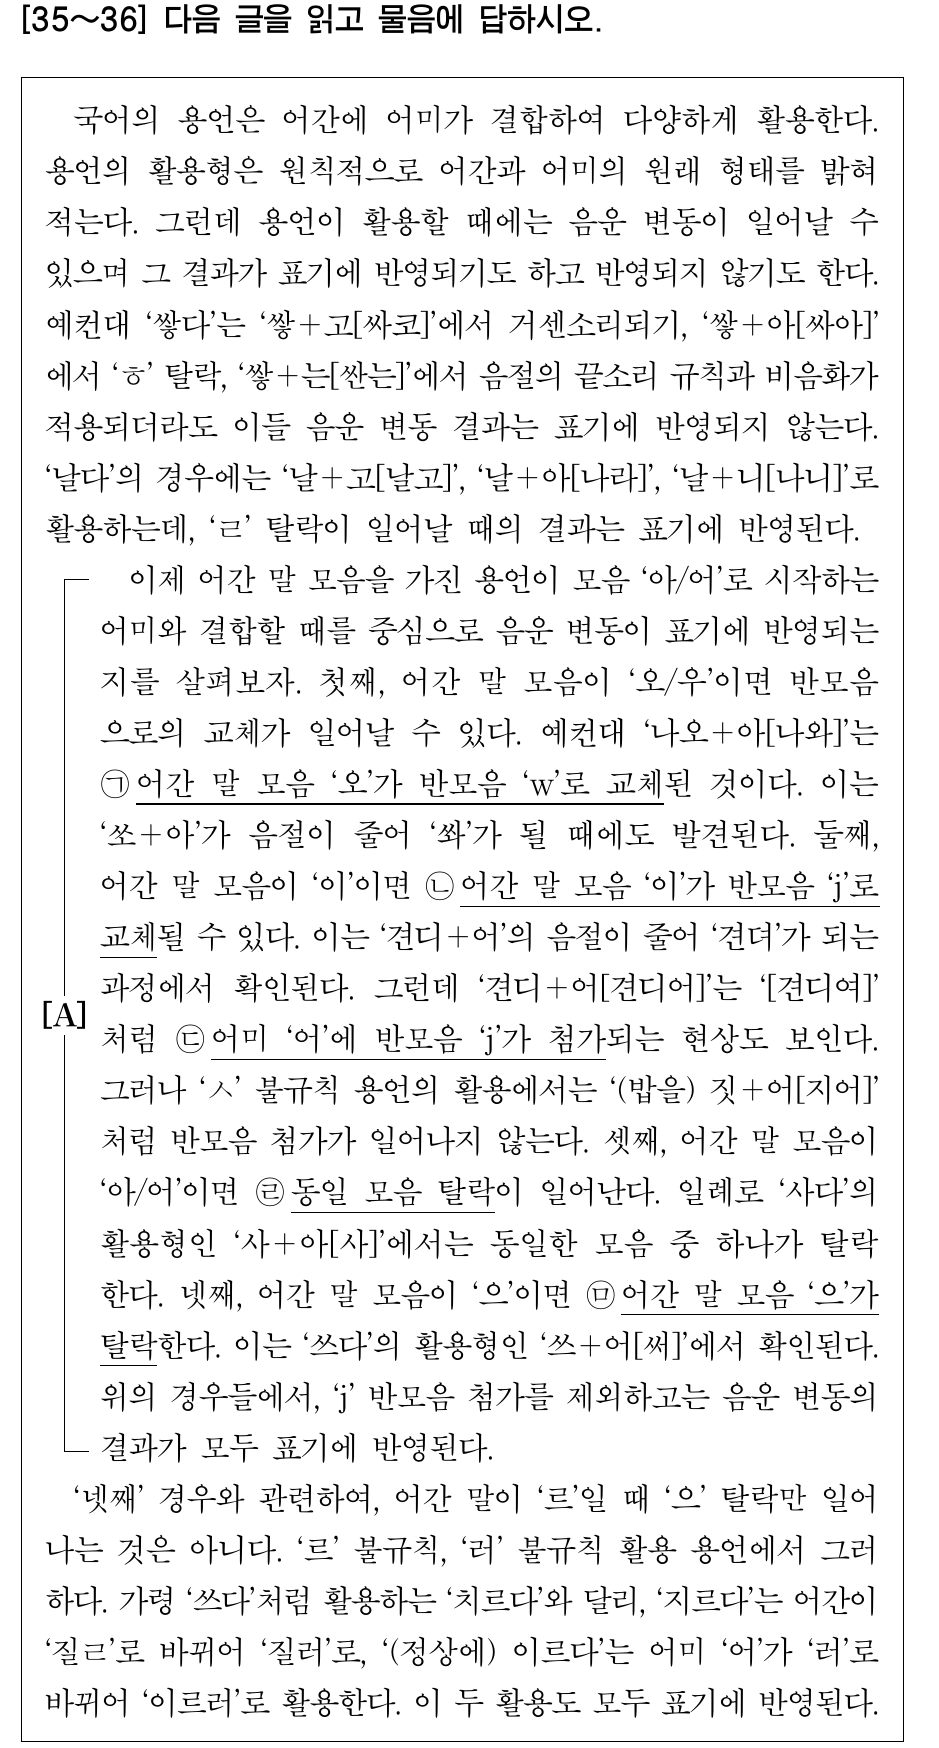 [35～36] 다음 글을 읽고 물음에 답하시오.
국어의 용언은 어간에 어미가 결합하여 다양하게 활용한다.
용언의 활용형은 원칙적으로 어간과 어미의 원래 형태를 밝혀
적는다. 그런데 용언이 활용할 때에는 음운 변동이 일어날 수
있으며 그 결과가 표기에 반영되기도 하고 반영되지 않기도 한다.
예컨대 ‘쌓다’는 ‘쌓＋고[싸코]’에서 거센소리되기, ‘쌓＋아[싸아]’
에서 ‘ㅎ’ 탈락, ‘쌓＋는[싼는]’에서 음절의 끝소리 규칙과 비음화가
적용되더라도 이들 음운 변동 결과는 표기에 반영되지 않는다.
‘날다’의 경우에는 ‘날＋고[날고]’, ‘날＋아[나라]’, ‘날＋니[나니]’로
활용하는데, ‘ㄹ’ 탈락이 일어날 때의 결과는 표기에 반영된다.
이제 어간 말 모음을 가진 용언이 모음 ‘아/어’로 시작하는
어미와 결합할 때를 중심으로 음운 변동이 표기에 반영되는
지를 살펴보자. 첫째, 어간 말 모음이 ‘오/우’이면 반모음
으로의 교체가 일어날 수 있다. 예컨대 ‘나오＋아[나와]’는
㉠어간 말 모음 ‘오’가 반모음 ‘w’로 교체된 것이다. 이는
‘쏘＋아’가 음절이 줄어 ‘쏴’가 될 때에도 발견된다. 둘째,
어간 말 모음이 ‘이’이면 ㉡어간 말 모음 ‘이’가 반모음 ‘j’로
교체될 수 있다. 이는 ‘견디＋어’의 음절이 줄어 ‘견뎌’가 되는
과정에서 확인된다. 그런데 ‘견디＋어[견디어]’는 ‘[견디여]’
[A]
처럼 ㉢어미 ‘어’에 반모음 ‘j’가 첨가되는 현상도 보인다.
그러나 ‘ㅅ’ 불규칙 용언의 활용에서는 ‘(밥을) 짓＋어[지어]’
처럼 반모음 첨가가 일어나지 않는다. 셋째, 어간 말 모음이
‘아/어’이면 ㉣동일 모음 탈락이 일어난다. 일례로 ‘사다’의
활용형인 ‘사＋아[사]’에서는 동일한 모음 중 하나가 탈락
한다. 넷째, 어간 말 모음이 ‘으’이면 ㉤어간 말 모음 ‘으’가
탈락한다. 이는 ‘쓰다’의 활용형인 ‘쓰＋어[써]’에서 확인된다.
위의 경우들에서, ‘j’ 반모음 첨가를 제외하고는 음운 변동의
결과가 모두 표기에 반영된다.
‘넷째’ 경우와 관련하여, 어간 말이 ‘르’일 때 ‘으’ 탈락만 일어
나는 것은 아니다. ‘르’ 불규칙, ‘러’ 불규칙 활용 용언에서 그러
하다. 가령 ‘쓰다’처럼 활용하는 ‘치르다’와 달리, ‘지르다’는 어간이
‘질ㄹ’로 바뀌어 ‘질러’로, ‘(정상에) 이르다’는 어미 ‘어’가 ‘러’로
바뀌어 ‘이르러’로 활용한다. 이 두 활용도 모두 표기에 반영된다.